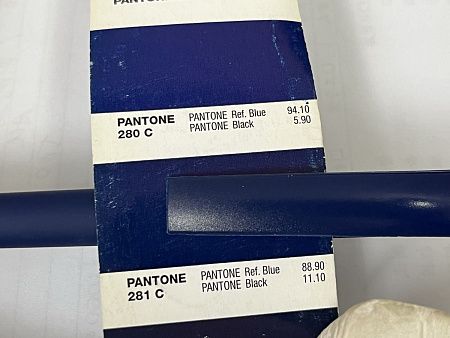 PANTONE
PANTONE 280 C
PANTONE Ref. Blue 94.10
PANTONE Black 5.90
PANTONE 281 C
PANTONE Ref. Blue 88.90
PANTONE Black 11.10